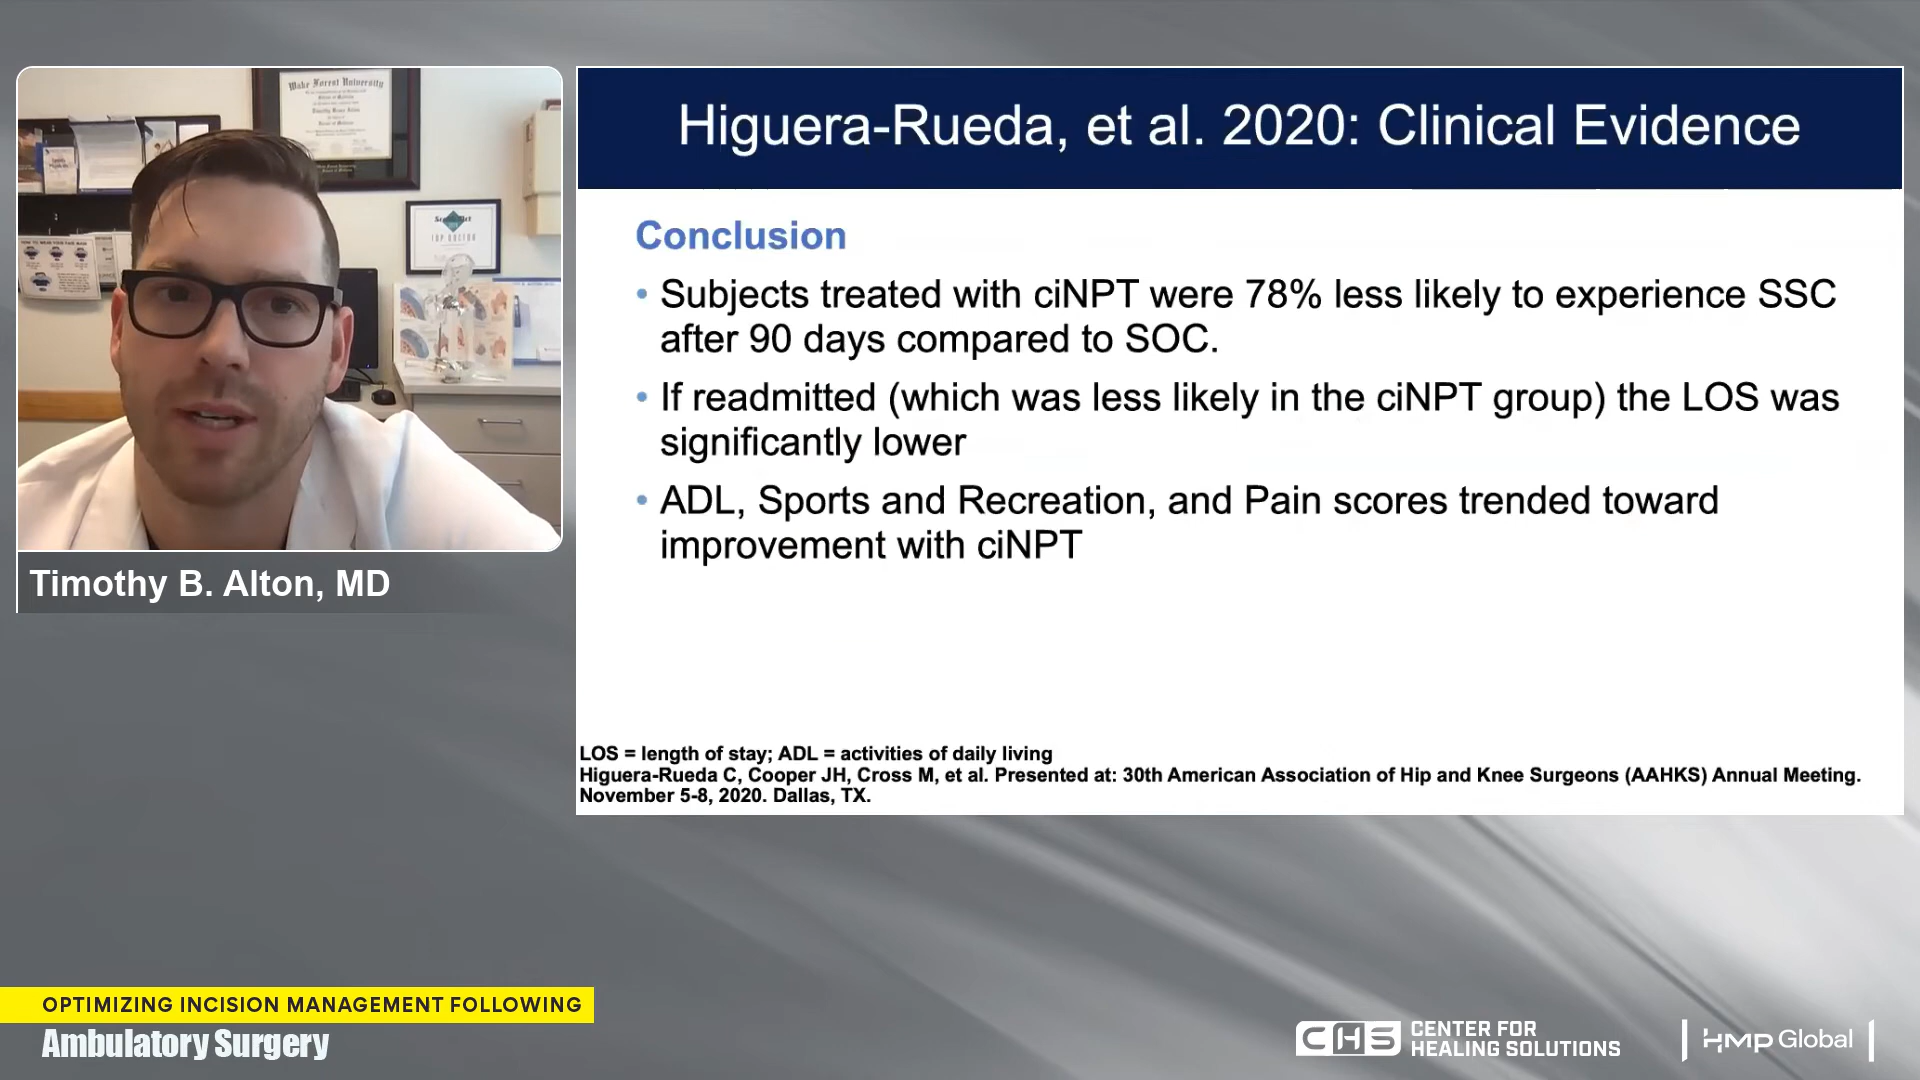 Wake Forest University
TOP DOCTOR
Timothy B. Alton, MD
Higuera-Rueda, et al. 2020: Clinical Evidence
Conclusion
• Subjects treated with ciNPT were 78% less likely to experience SSC
after 90 days compared to SOC.
• If readmitted (which was less likely in the ciNPT group) the LOS was
significantly lower
• ADL, Sports and Recreation, and Pain scores trended toward
improvement with ciNPT
LOS = length of stay; ADL = activities of daily living
Higuera-Rueda C, Cooper JH, Cross M, et al. Presented at: 30th American Association of Hip and Knee Surgeons (AAHKS) Annual Meeting.
November 5-8, 2020. Dallas, TX.
OPTIMIZING INCISION MANAGEMENT FOLLOWING
Ambulatory Surgery
CHS CENTER FOR
HEALING SOLUTIONS
HMP Global